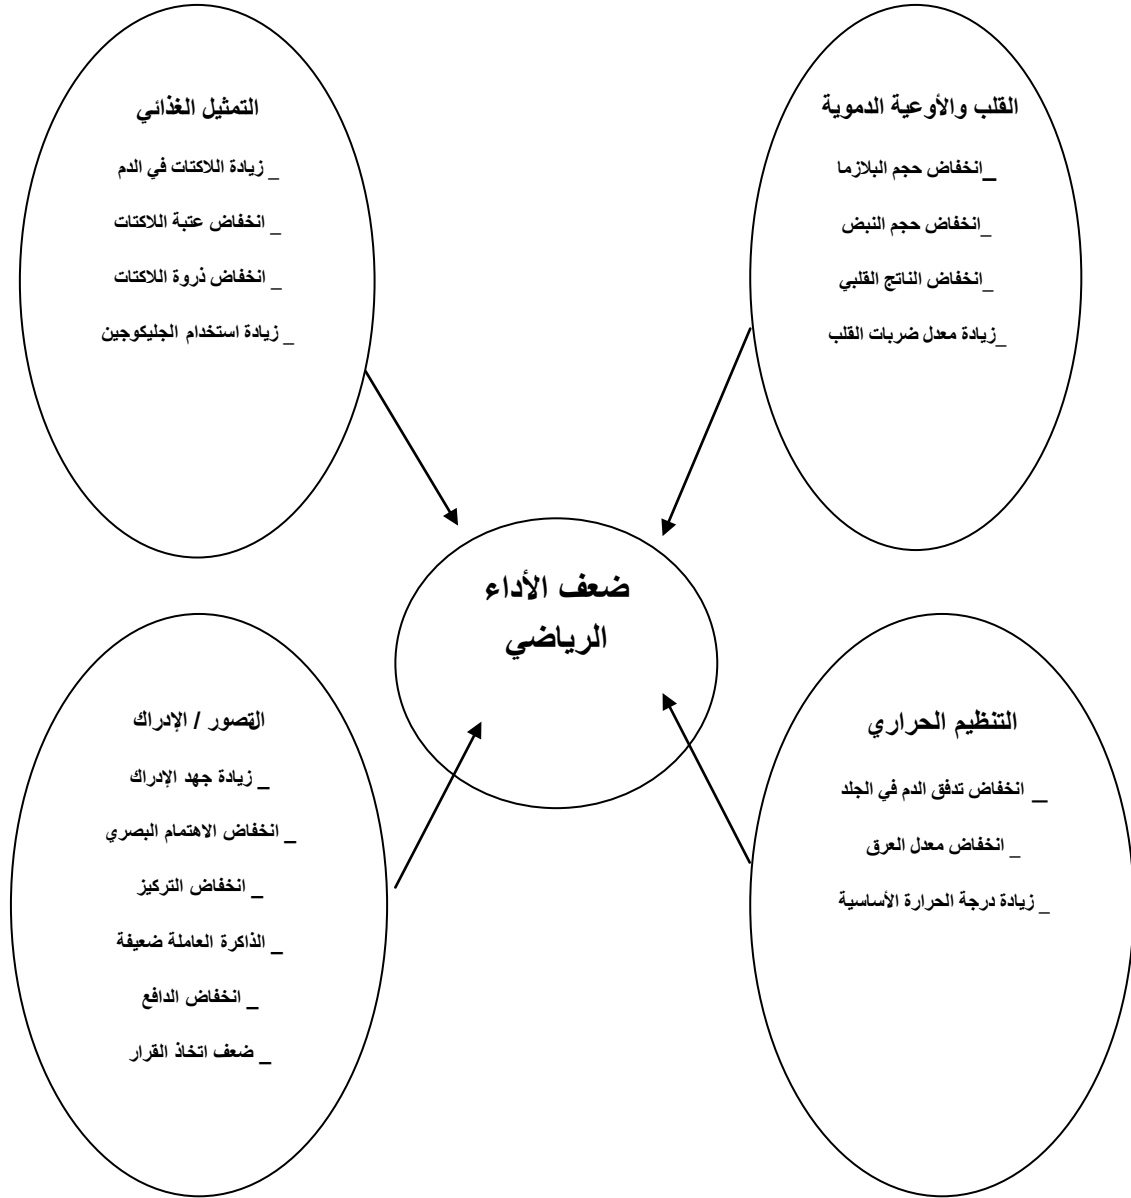 القلب والأوعية الدموية
_انخفاض حجم البلازما
_انخفاض حجم النبض
_انخفاض الناتج القلبي
_زيادة معدل ضربات القلب
التمثيل الغذائي
_ زيادة اللاكتات في الدم
_ انخفاض عتبة اللاكتات
_ انخفاض ذروة اللاكتات
_ زيادة استخدام الجليكوجين
ضعف الأداء
الرياضي
التنظيم الحراري
_ انخفاض تدفق الدم في الجلد
_ انخفاض معدل العرق
_ زيادة درجة الحرارة الأساسية
التصور / الإدراك
_ زيادة جهد الإدراك
_ انخفاض الاهتمام البصري
_ انخفاض التركيز
_ الذاكرة العاملة ضعيفة
_ انخفاض الدافع
_ ضعف اتخاذ القرار